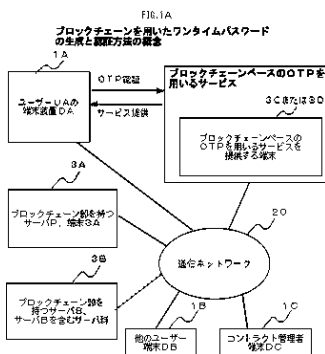 FIG.1A
ブロックチェーンを用いたワンタイムパスワード
の生成と認証方法の概念
1A
ユーザーUAの
端末装置DA
OTP認証
サービス提供
ブロックチェーンベースのOTPを
用いるサービス
3Cまたは3D
ブロックチェーンベースの
OTPを用いるサービスを
提供する端末
3A
ブロックチェーン部を持つ
サーバP、端末3A
20
通信ネットワーク
3B
ブロックチェーン部を
持つサーバB、
サーバBを含むサーバ群
1B
他のユーザー
端末DB
1C
コントラクト管理者
端末DC